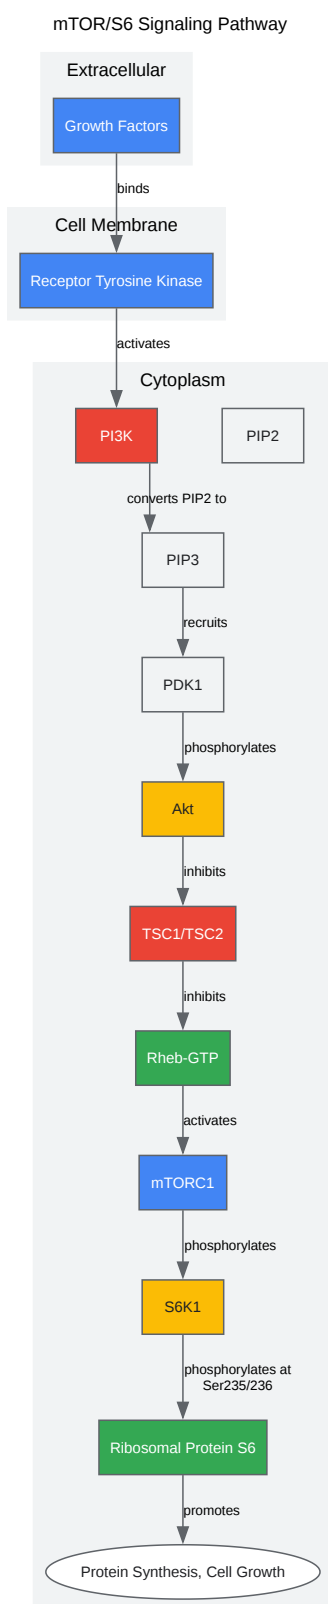 mTOR/S6 Signaling Pathway
Extracellular
Growth Factors
binds
Cell Membrane
Receptor Tyrosine Kinase
activates
Cytoplasm
PI3K
PIP2
converts PIP2 to
PIP3
recruits
PDK1
phosphorylates
Akt
inhibits
TSC1/TSC2
inhibits
Rheb-GTP
activates
mTORC1
phosphorylates
S6K1
phosphorylates at
Ser235/236
Ribosomal Protein S6
promotes
Protein Synthesis, Cell Growth